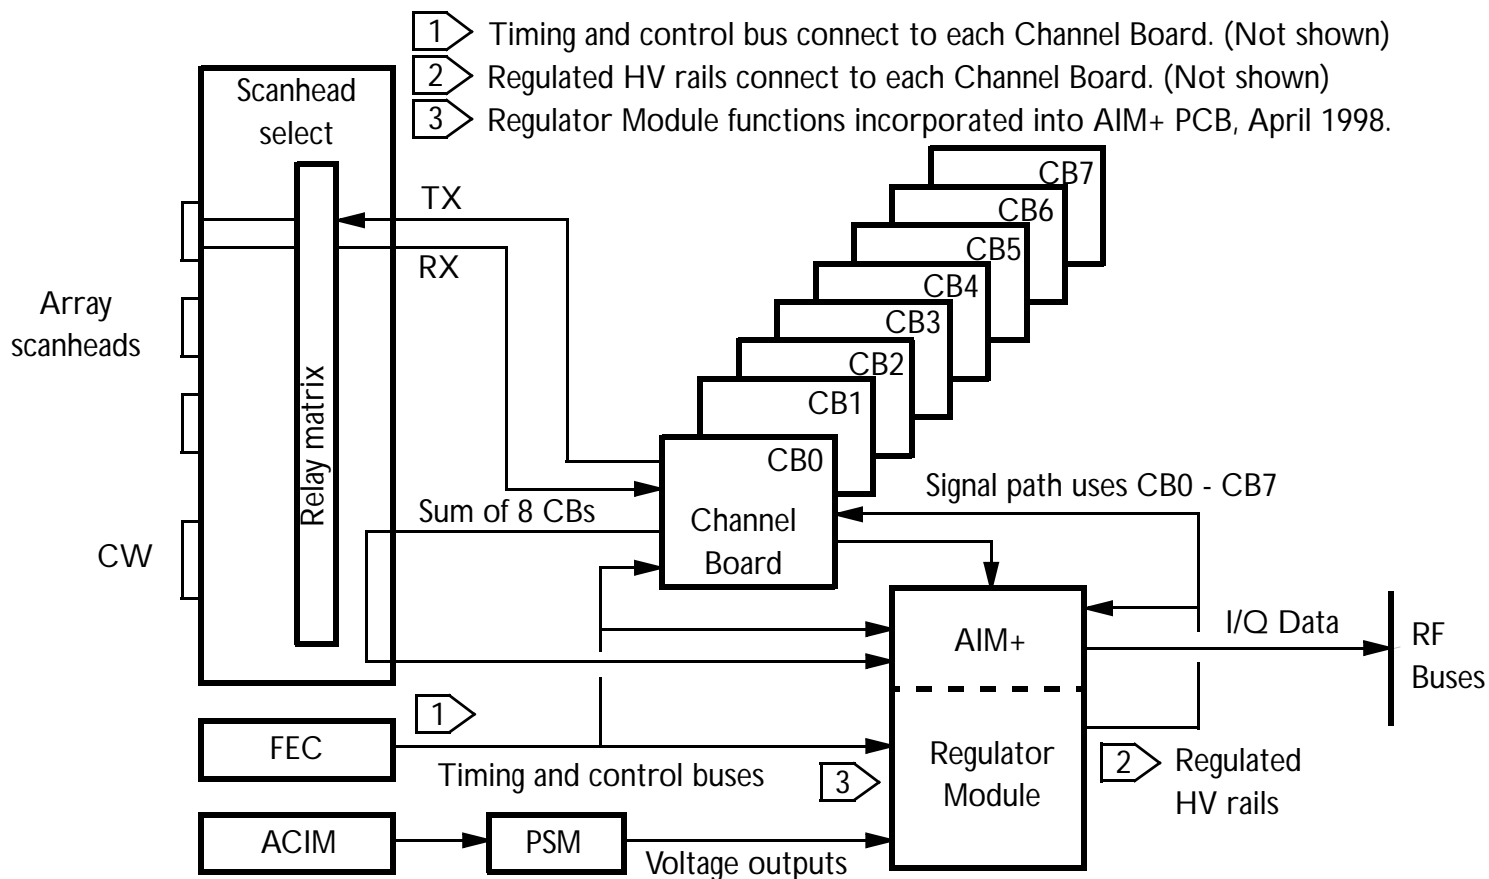 1 Timing and control bus connect to each Channel Board. (Not shown)
2 Regulated HV rails connect to each Channel Board. (Not shown)
3 Regulator Module functions incorporated into AIM+ PCB, April 1998.
Scanhead
select
Relay matrix
TX
RX
Array
scanheads
CW
CB7
CB6
CB5
CB4
CB3
CB2
CB1
CB0
Channel
Board
Sum of 8 CBs
Signal path uses CB0 - CB7
AIM+
I/Q Data
RF
Buses
1
FEC
Timing and control buses
3
Regulator
Module
2
Regulated
HV rails
ACIM
PSM
Voltage outputs